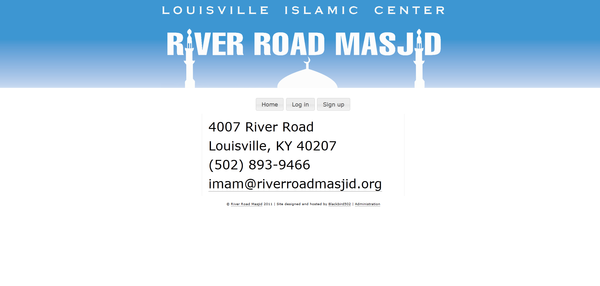 LOUISVILLE ISLAMIC CENTER
RIVER ROAD MASJID
Home Log in Sign up
4007 River Road
Louisville, KY 40207
(502) 893-9466
imam@riverroadmasjid.org
© River Road Masjid 2011 | Site designed and hosted by Blackbird502 | Administration